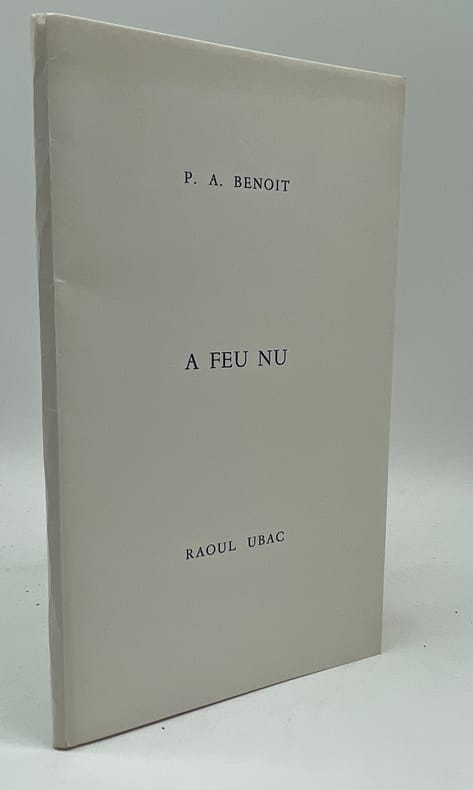 P. A. BENOIT
A FEU NU
RAOUL UBAC